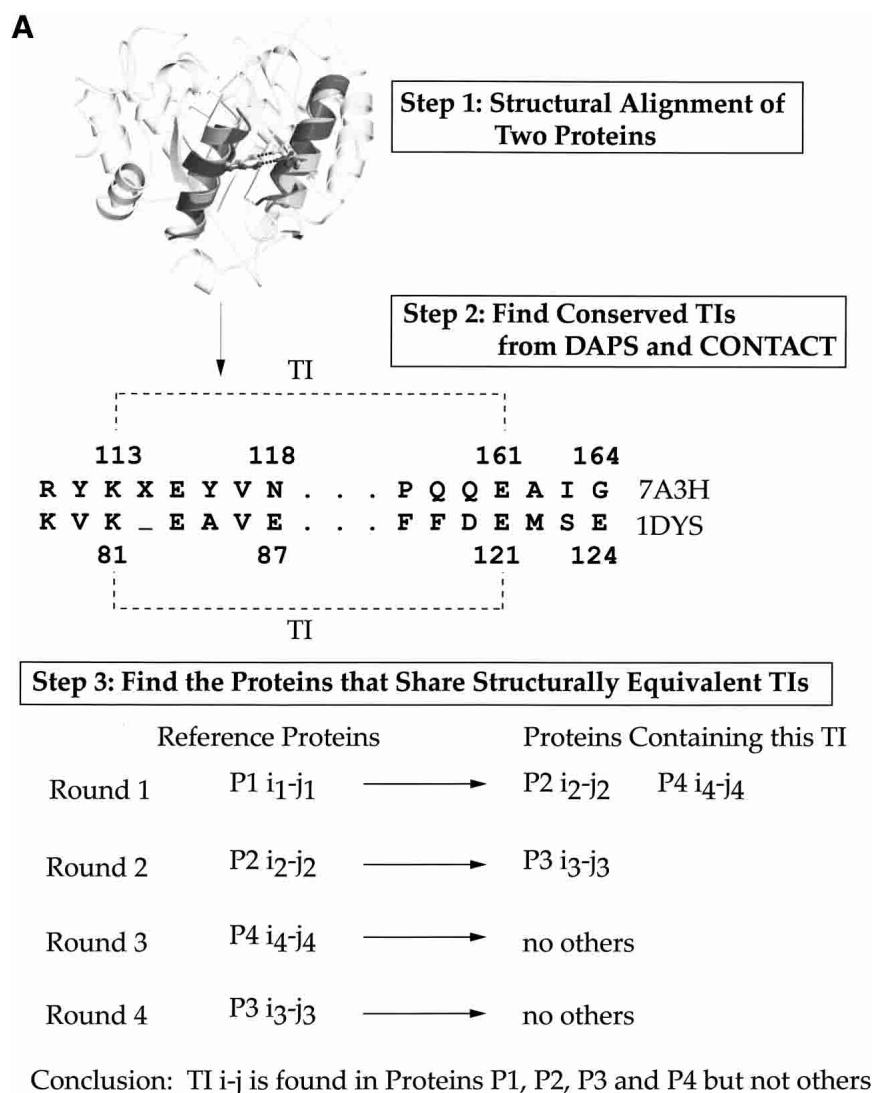 A
Step 1: Structural Alignment of
Two Proteins
Step 2: Find Conserved TIs
from DAPS and CONTACT
TI
113 118 161 164
R Y K X E Y V N . . . P Q Q E A I G 7A3H
K V K _ E A V E . . . F F D E M S E 1DYS
81 87 121 124
TI
Step 3: Find the Proteins that Share Structurally Equivalent TIs
Reference Proteins Proteins Containing this TI
Round 1 P1 i1-j1 P2 i2-j2 P4 i4-j4
Round 2 P2 i2-j2 P3 i3-j3
Round 3 P4 i4-j4 no others
Round 4 P3 i3-j3 no others
Conclusion: TI i-j is found in Proteins P1, P2, P3 and P4 but not others